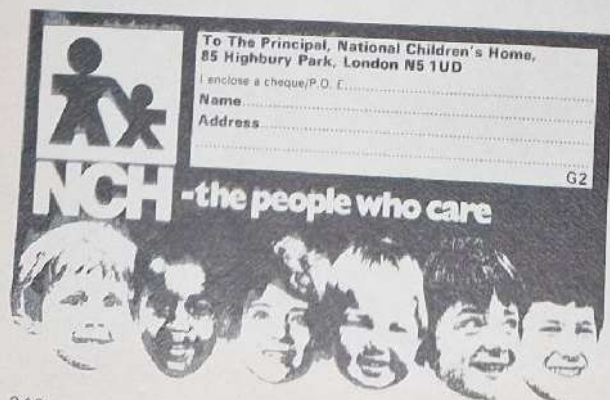 To The Principal, National Children's Home,
85 Highbury Park, London N5 1UD
I enclose a cheque/P.O. £
Name
Address
G2
NCH -the people who care